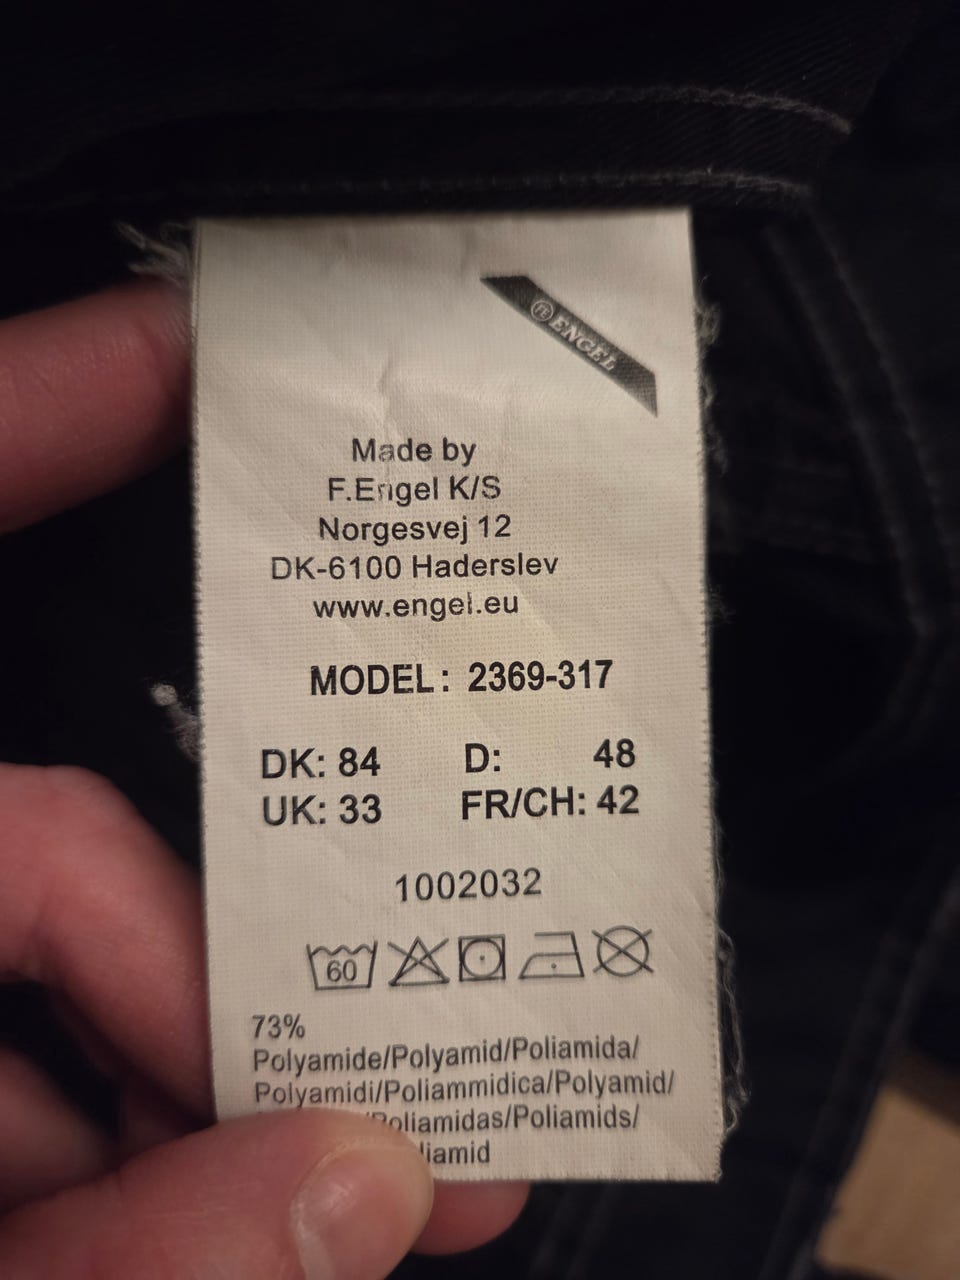 FE ENGEL
Made by
F.Engel K/S
Norgesvej 12
DK-6100 Haderslev
www.engel.eu
MODEL: 2369-317
DK: 84 D: 48
UK: 33 FR/CH: 42
1002032
60
73%
Polyamide/Polyamid/Poliamida/
Polyamidi/Poliammidica/Polyamid/
/Poliamidas/Poliamids/